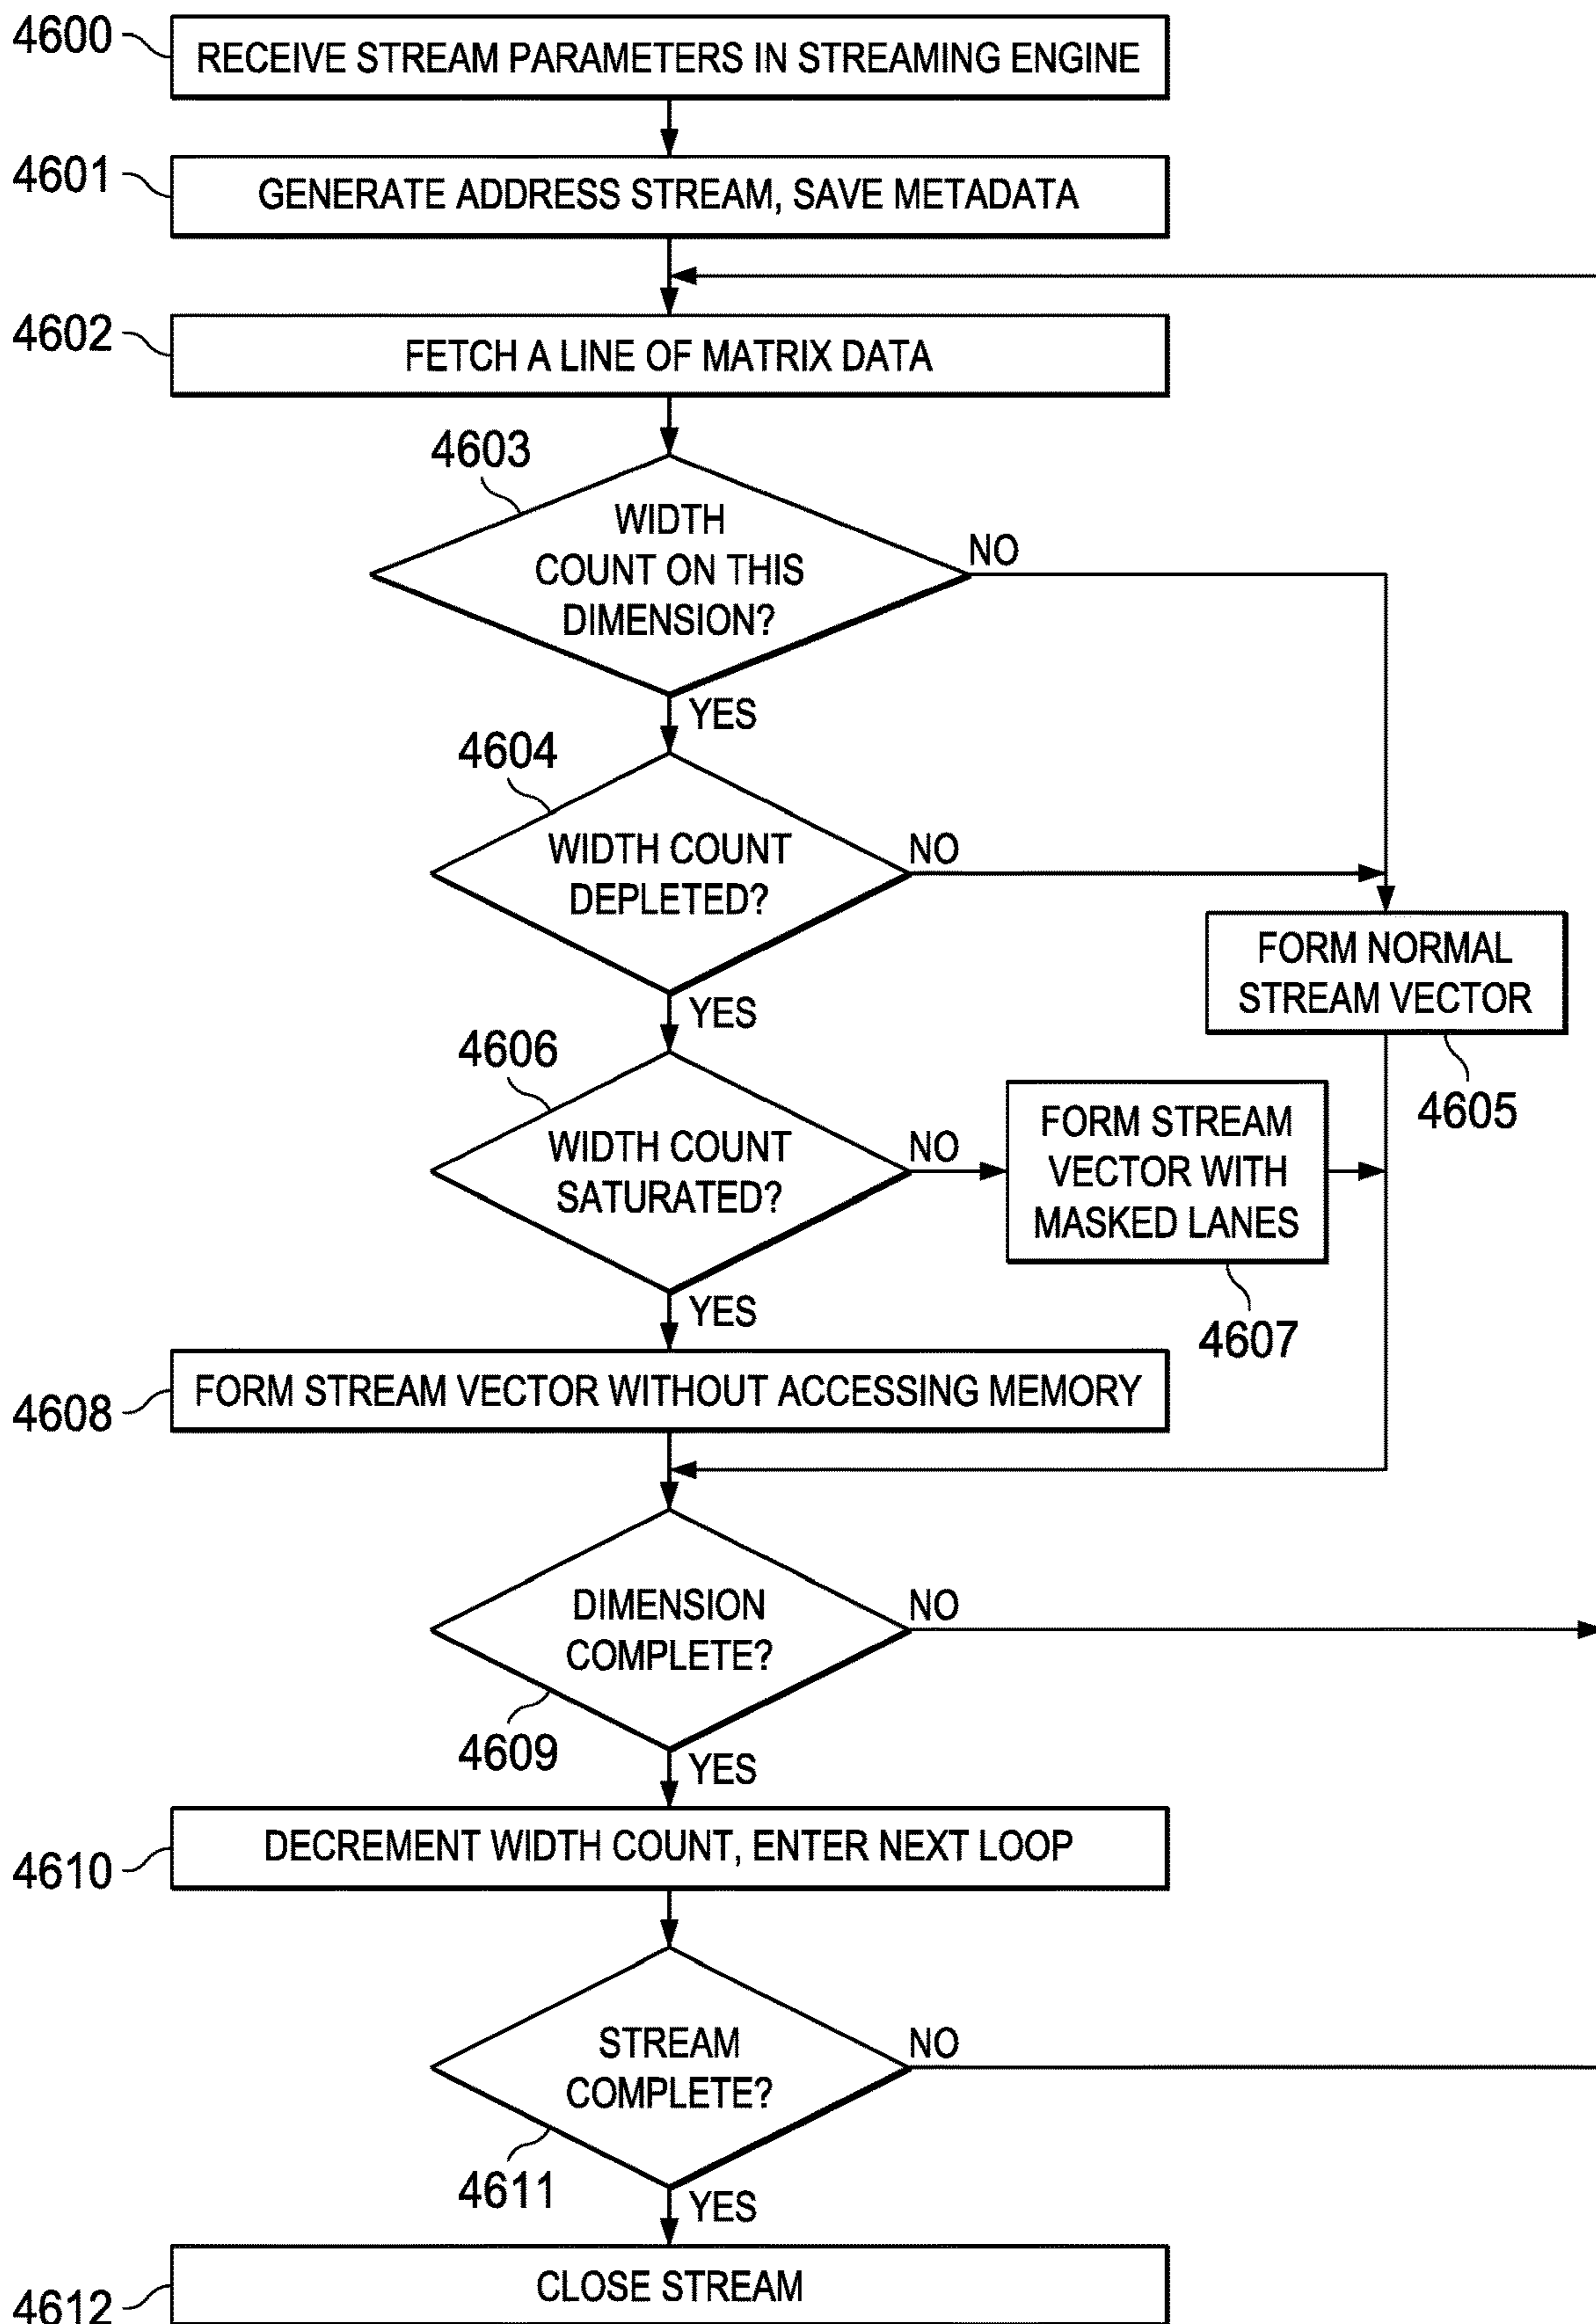 4600
RECEIVE STREAM PARAMETERS IN STREAMING ENGINE
4601
GENERATE ADDRESS STREAM, SAVE METADATA
4602
FETCH A LINE OF MATRIX DATA
4603
WIDTH
COUNT ON THIS
DIMENSION?
NO
YES
4604
WIDTH COUNT
DEPLETED?
NO
YES
FORM NORMAL
STREAM VECTOR
4605
4606
WIDTH COUNT
SATURATED?
NO
YES
FORM STREAM
VECTOR WITH
MASKED LANES
4607
4608
FORM STREAM VECTOR WITHOUT ACCESSING MEMORY
DIMENSION
COMPLETE?
NO
4609
YES
4610
DECREMENT WIDTH COUNT, ENTER NEXT LOOP
STREAM
COMPLETE?
NO
4611
YES
4612
CLOSE STREAM